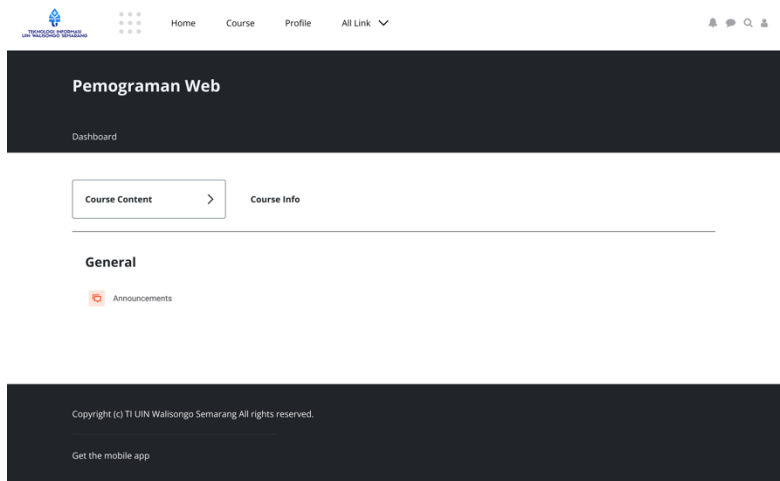 TEKNOLOGI INFORMASI
UIN WALISONGO SEMARANG
Home Course Profile All Link
Pemograman Web
Dashboard
Course Content Course Info
General
Announcements
Copyright (c) TI UIN Walisongo Semarang All rights reserved.
Get the mobile app